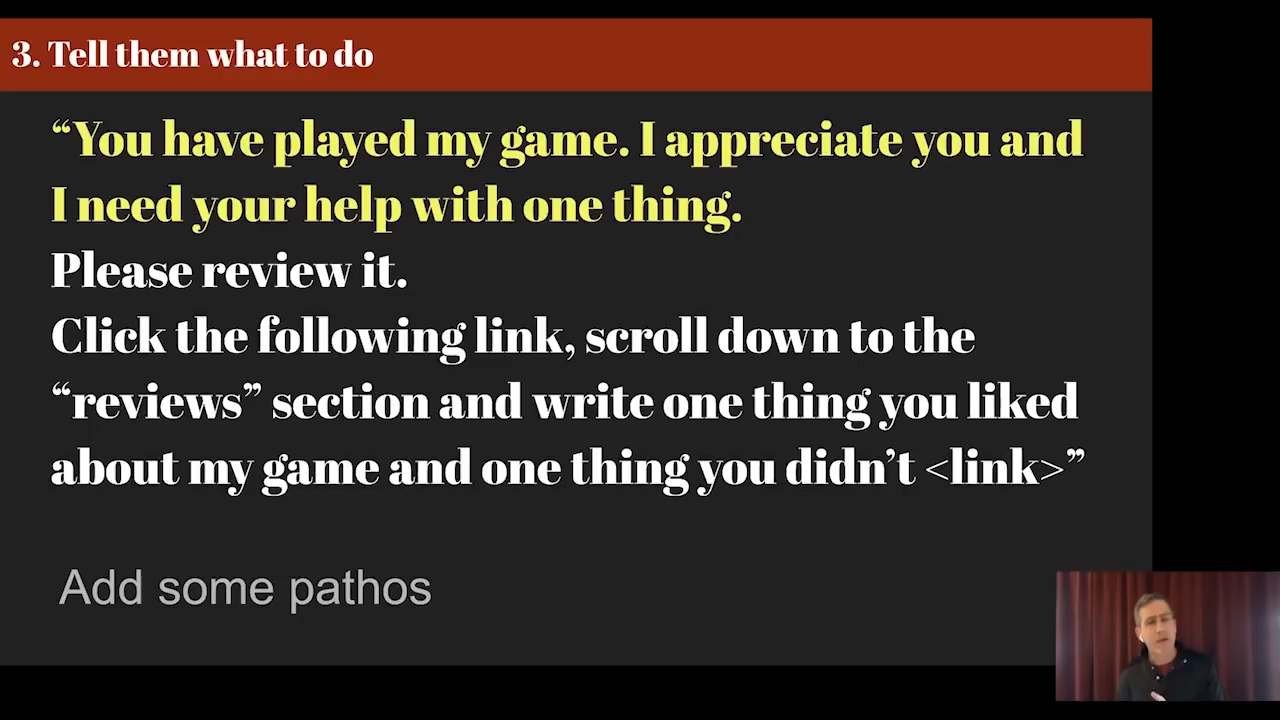 3. Tell them what to do
“You have played my game. I appreciate you and
I need your help with one thing.
Please review it.
Click the following link, scroll down to the
“reviews” section and write one thing you liked
about my game and one thing you didn’t <link>”
Add some pathos